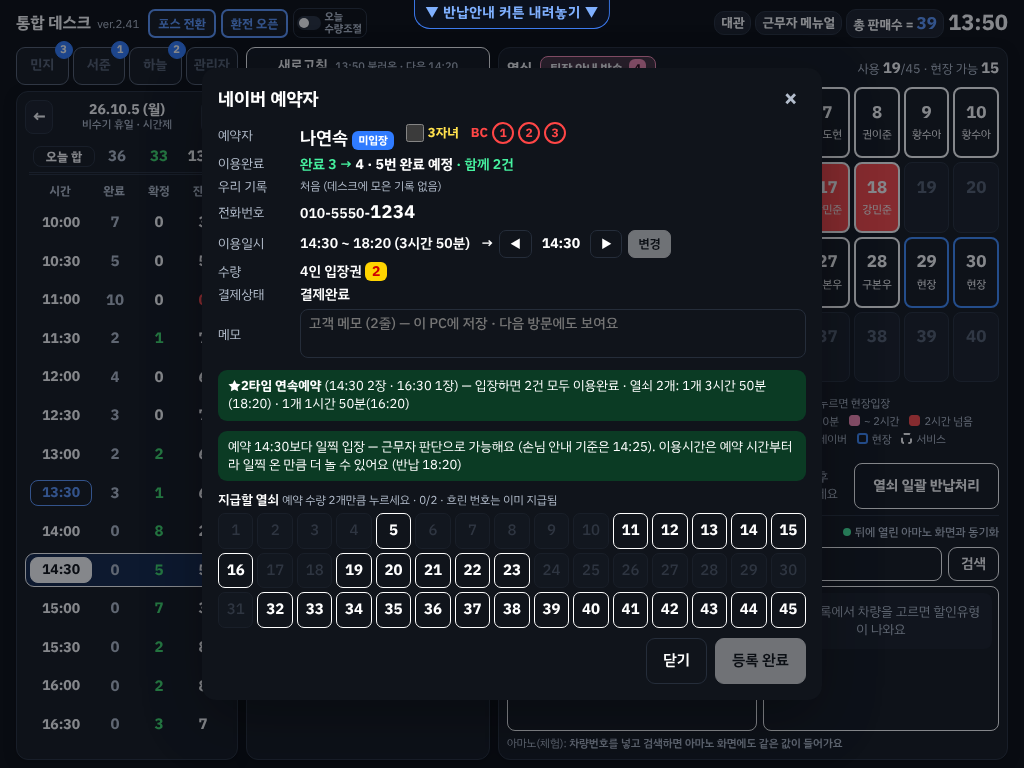 통합 데스크 ver.2.41 포스 전환 환전 오픈 오늘 수량조절 ▼ 반납안내 커튼 내려놓기 ▼ 대관 근무자 메뉴얼 총 판매수 = 39 13:50
민지 3 서준 1 하늘 2 관리자
새로고침 13:50 불러옴 · 다음 14:20
열쇠 퇴장 안내 방송 4 사용 19/45 · 현장 가능 15
← 26.10.5 (월)
비수기 휴일 · 시간제
오늘 합 36 33
시간 완료 확정
10:00 7 0
10:30 5 0
11:00 10 0
11:30 2 1
12:00 4 0
12:30 3 0
13:00 2 2
13:30 3 1
14:00 0 8
14:30 0 5
15:00 0 7
15:30 0 2
16:00 0 2
16:30 0 3 7
네이버 예약자 ×
예약자 나연속 미입장 3자녀 BC 1 2 3
이용완료 완료 3 → 4 · 5번 완료 예정 · 함께 2건
우리 기록 처음 (데스크에 모은 기록 없음)
전화번호 010-5550-1234
이용일시 14:30 ~ 18:20 (3시간 50분) → ◀ 14:30 ▶ 변경
수량 4인 입장권 2
결제상태 결제완료
메모 고객 메모 (2줄) — 이 PC에 저장 · 다음 방문에도 보여요
★2타임 연속예약 (14:30 2장 · 16:30 1장) — 입장하면 2건 모두 이용완료 · 열쇠 2개: 1개 3시간 50분
(18:20) · 1개 1시간 50분(16:20)
예약 14:30보다 일찍 입장 — 근무자 판단으로 가능해요 (손님 안내 기준은 14:25). 이용시간은 예약 시간부터
라 일찍 온 만큼 더 놀 수 있어요 (반납 18:20)
지급할 열쇠 예약 수량 2개만큼 누르세요 · 0/2 · 흐린 번호는 이미 지급됨
1 2 3 4 5 6 7 8 9 10 11 12 13 14 15
16 17 18 19 20 21 22 23 24 25 26 27 28 29 30
31 32 33 34 35 36 37 38 39 40 41 42 43 44 45
닫기 등록 완료
7 8 9 10
도현 권이준 황수아 황수아
17 18 19 20
민준 강민준
27 28 29 30
본우 구본우 현장 현장
37 38 39 40
누르면 현장입장
0분 ~ 2시간 2시간 넘음
이버 현장 서비스
열쇠 일괄 반납처리
뒤에 열린 아마노 화면과 동기화
검색
록에서 차량을 고르면 할인유형
이 나와요
아마노(체험): 차량번호를 넣고 검색하면 아마노 화면에도 같은 값이 들어가요